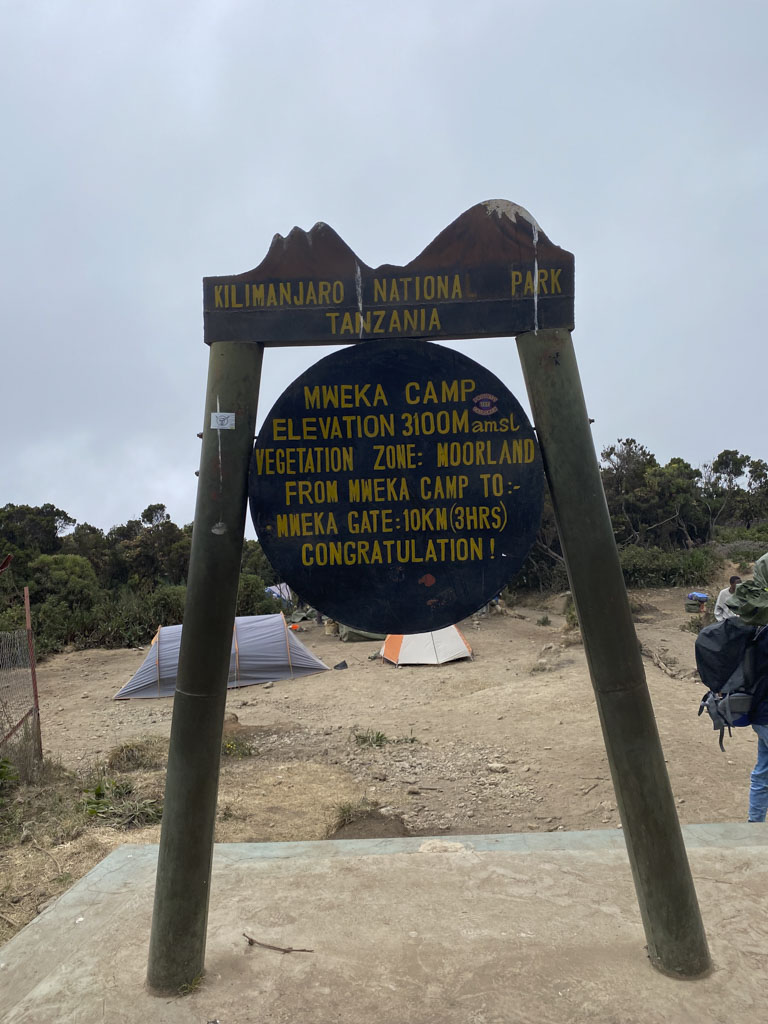 KILIMANJARO NATIONAL PARK
TANZANIA
MWEKA CAMP
ELEVATION 3100M amsl
VEGETATION ZONE: MOORLAND
FROM MWEKA CAMP TO:-
MWEKA GATE: 10KM(3HRS)
CONGRATULATION!